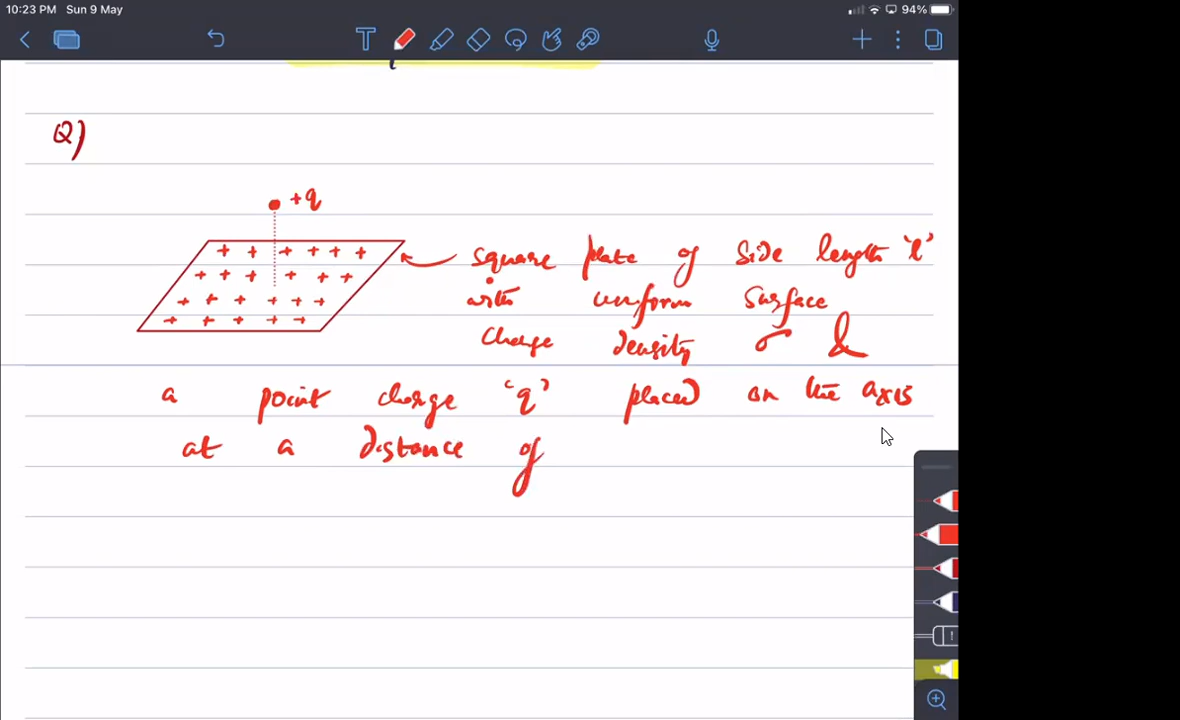 10:23 PM Sun 9 May 94%
Q)
+q
square plate of side length 'l'
with uniform surface
charge density σ &
a point charge 'q' placed on the axis
at a distance of